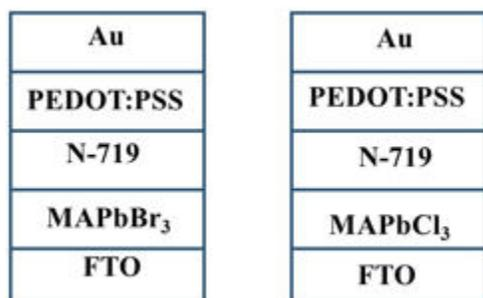 Au
PEDOT:PSS
N-719
MAPbBr₃
FTO
Au
PEDOT:PSS
N-719
MAPbCl₃
FTO